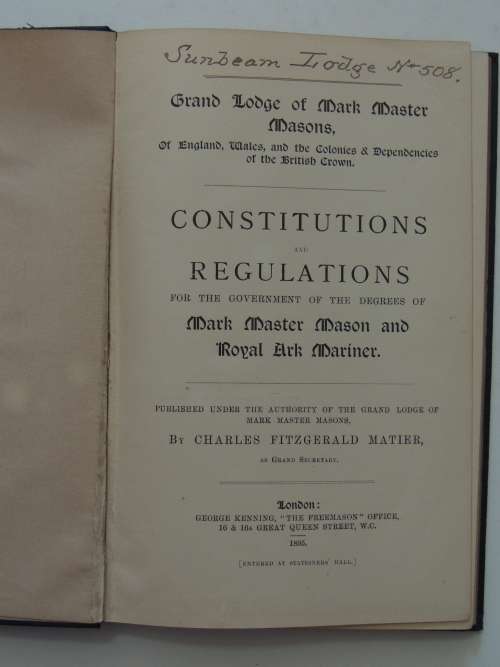 Sunbeam Lodge No 508.
Grand Lodge of Mark Master
Masons,
Of England, Wales, and the Colonies & Dependencies
of the British Crown.
CONSTITUTIONS
AND
REGULATIONS
FOR THE GOVERNMENT OF THE DEGREES OF
Mark Master Mason and
Royal Ark Mariner.
PUBLISHED UNDER THE AUTHORITY OF THE GRAND LODGE OF
MARK MASTER MASONS,
BY CHARLES FITZGERALD MATIER,
AS GRAND SECRETARY.
London:
GEORGE KENNING, "THE FREEMASON" OFFICE,
16 & 16A GREAT QUEEN STREET, W.C.
1895.
[ENTERED AT STATIONERS' HALL.]